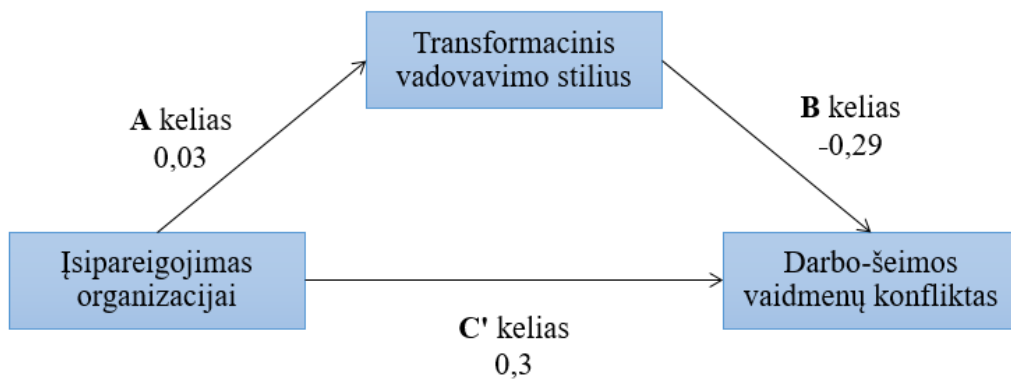 Transformacinis
vadovavimo stilius
A kelias
0,03
B kelias
-0,29
Įsipareigojimas
organizacijai
Darbo-šeimos
vaidmenų konfliktas
C' kelias
0,3